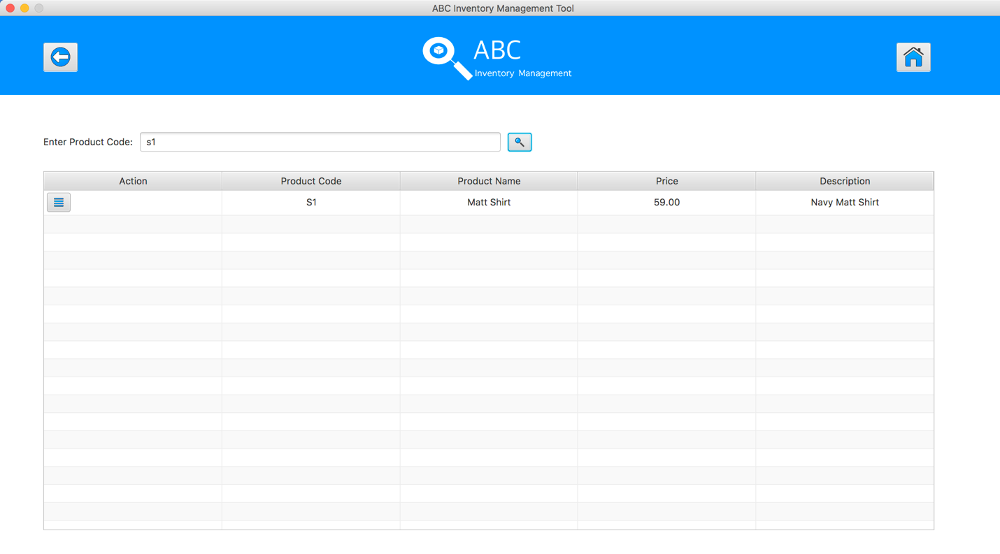 ABC Inventory Management Tool
ABC
Inventory Management
Enter Product Code: s1
Action Product Code Product Name Price Description
S1 Matt Shirt 59.00 Navy Matt Shirt